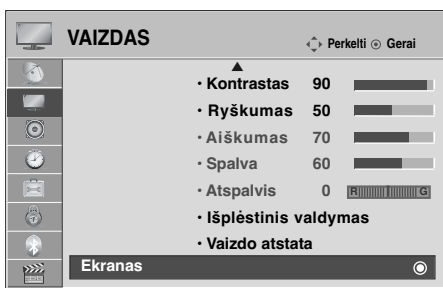 VAIZDAS
Perkelti Gerai
• Kontrastas 90
• Ryškumas 50
• Aiškumas 70
• Spalva 60
• Atspalvis 0 R G
• Išplėstinis valdymas
• Vaizdo atstata
Ekranas